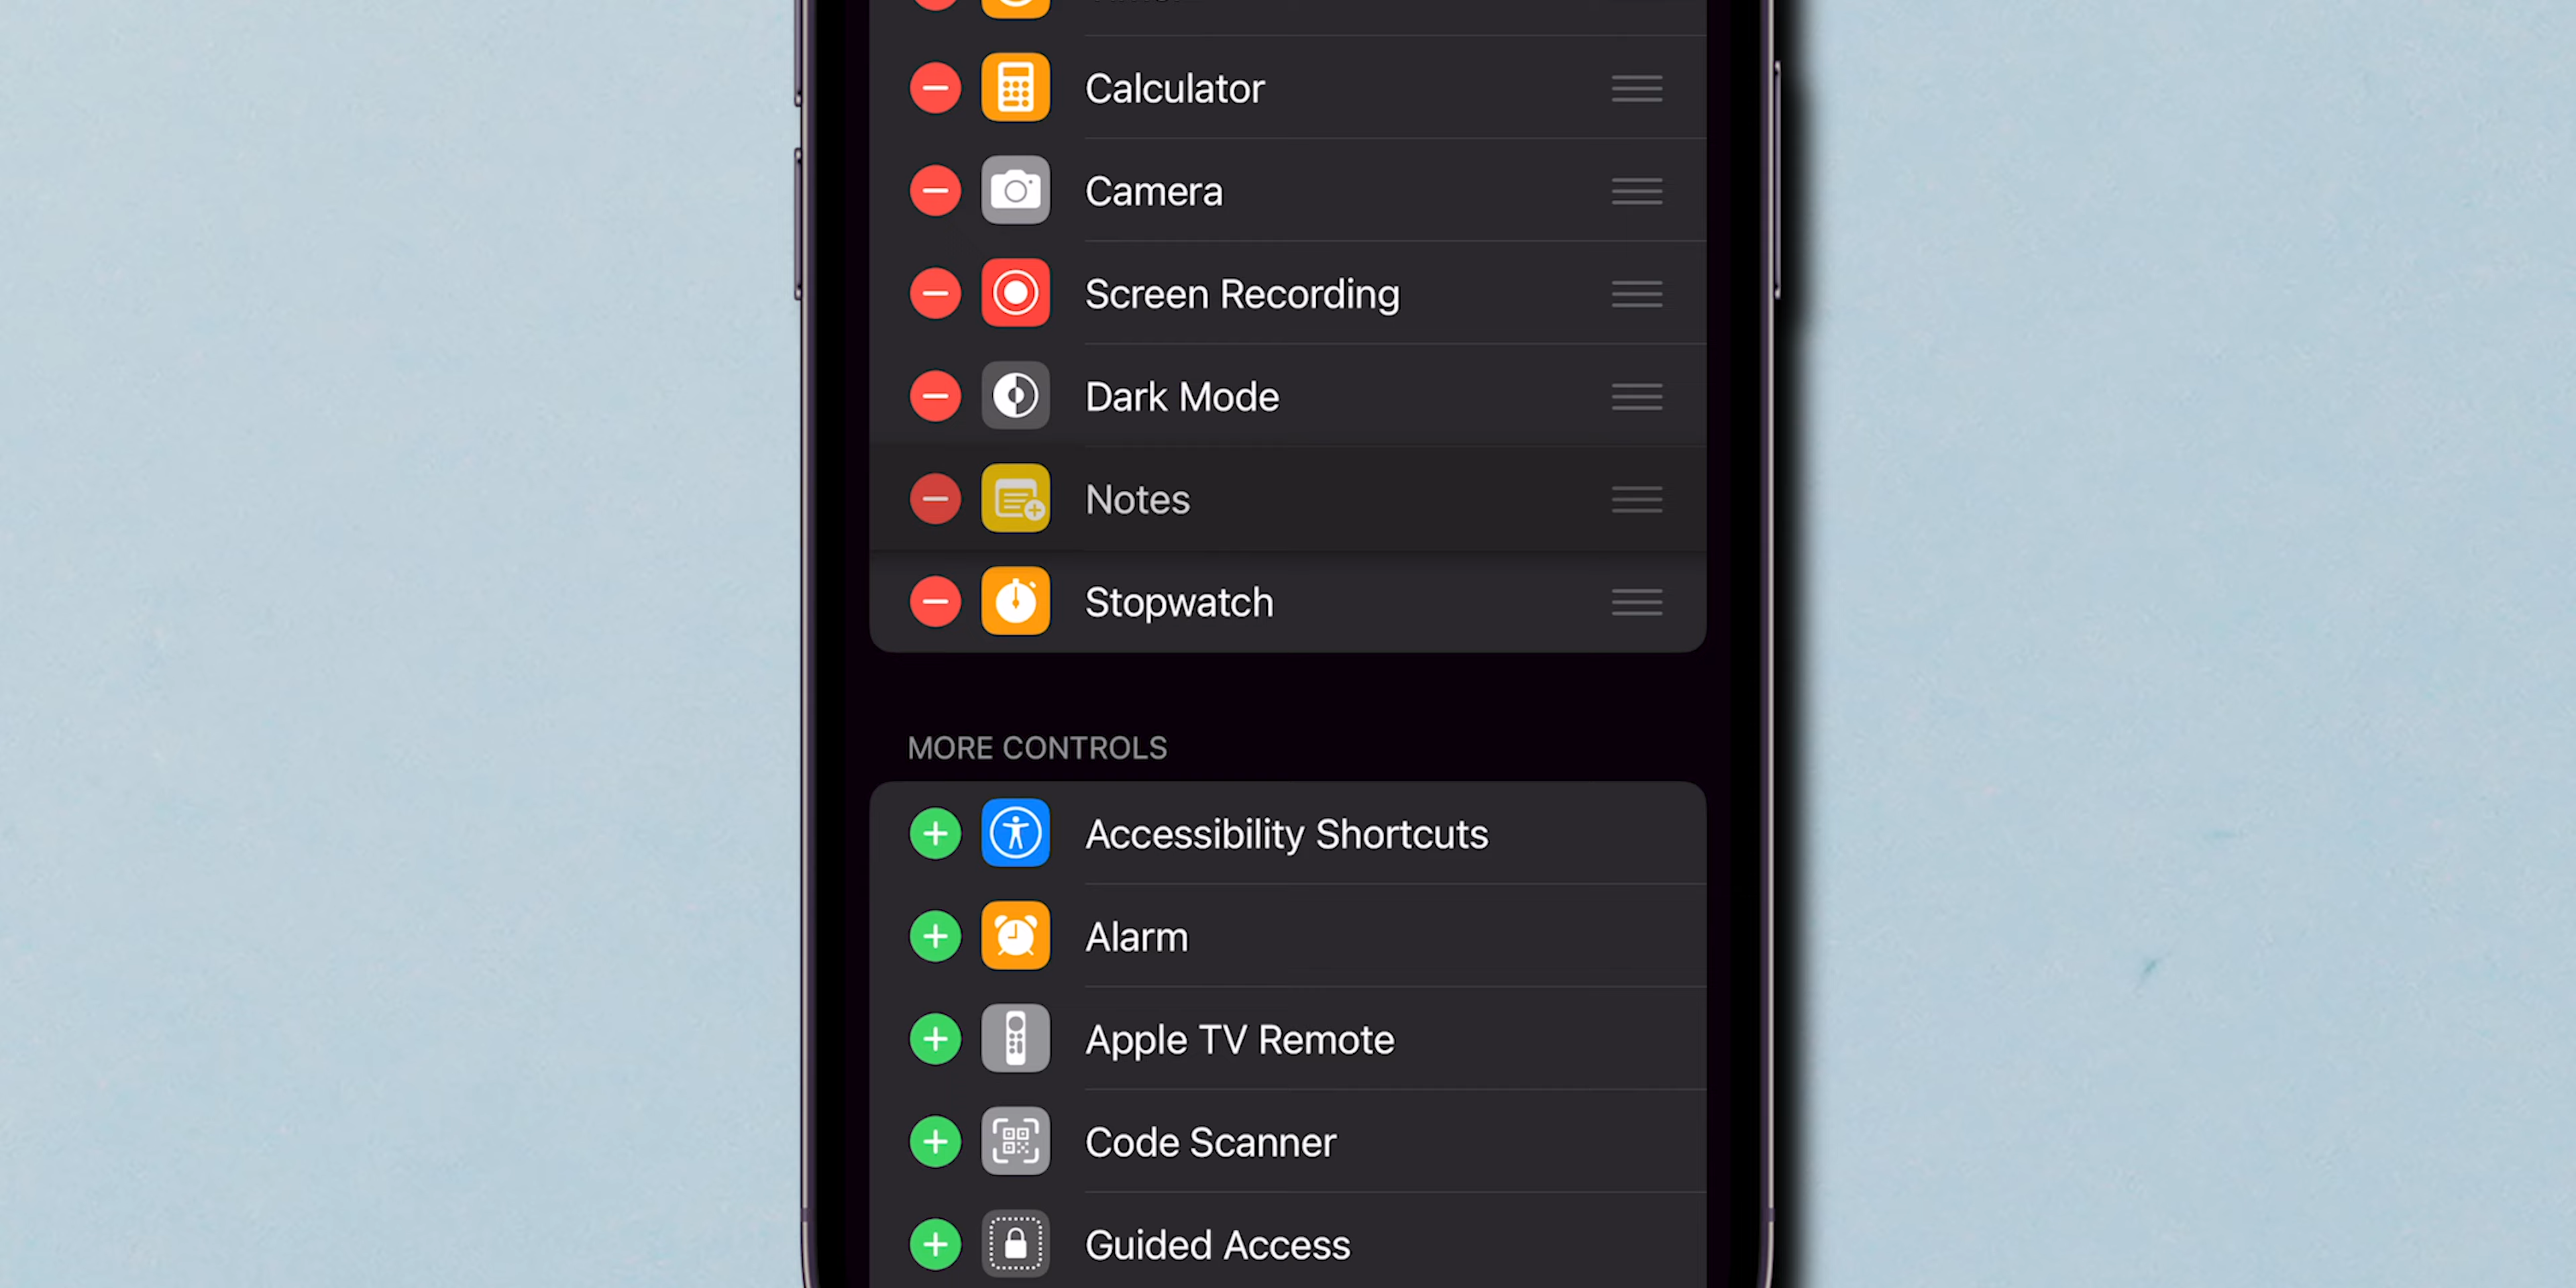 Calculator
Camera
Screen Recording
Dark Mode
Notes
Stopwatch
MORE CONTROLS
Accessibility Shortcuts
Alarm
Apple TV Remote
Code Scanner
Guided Access